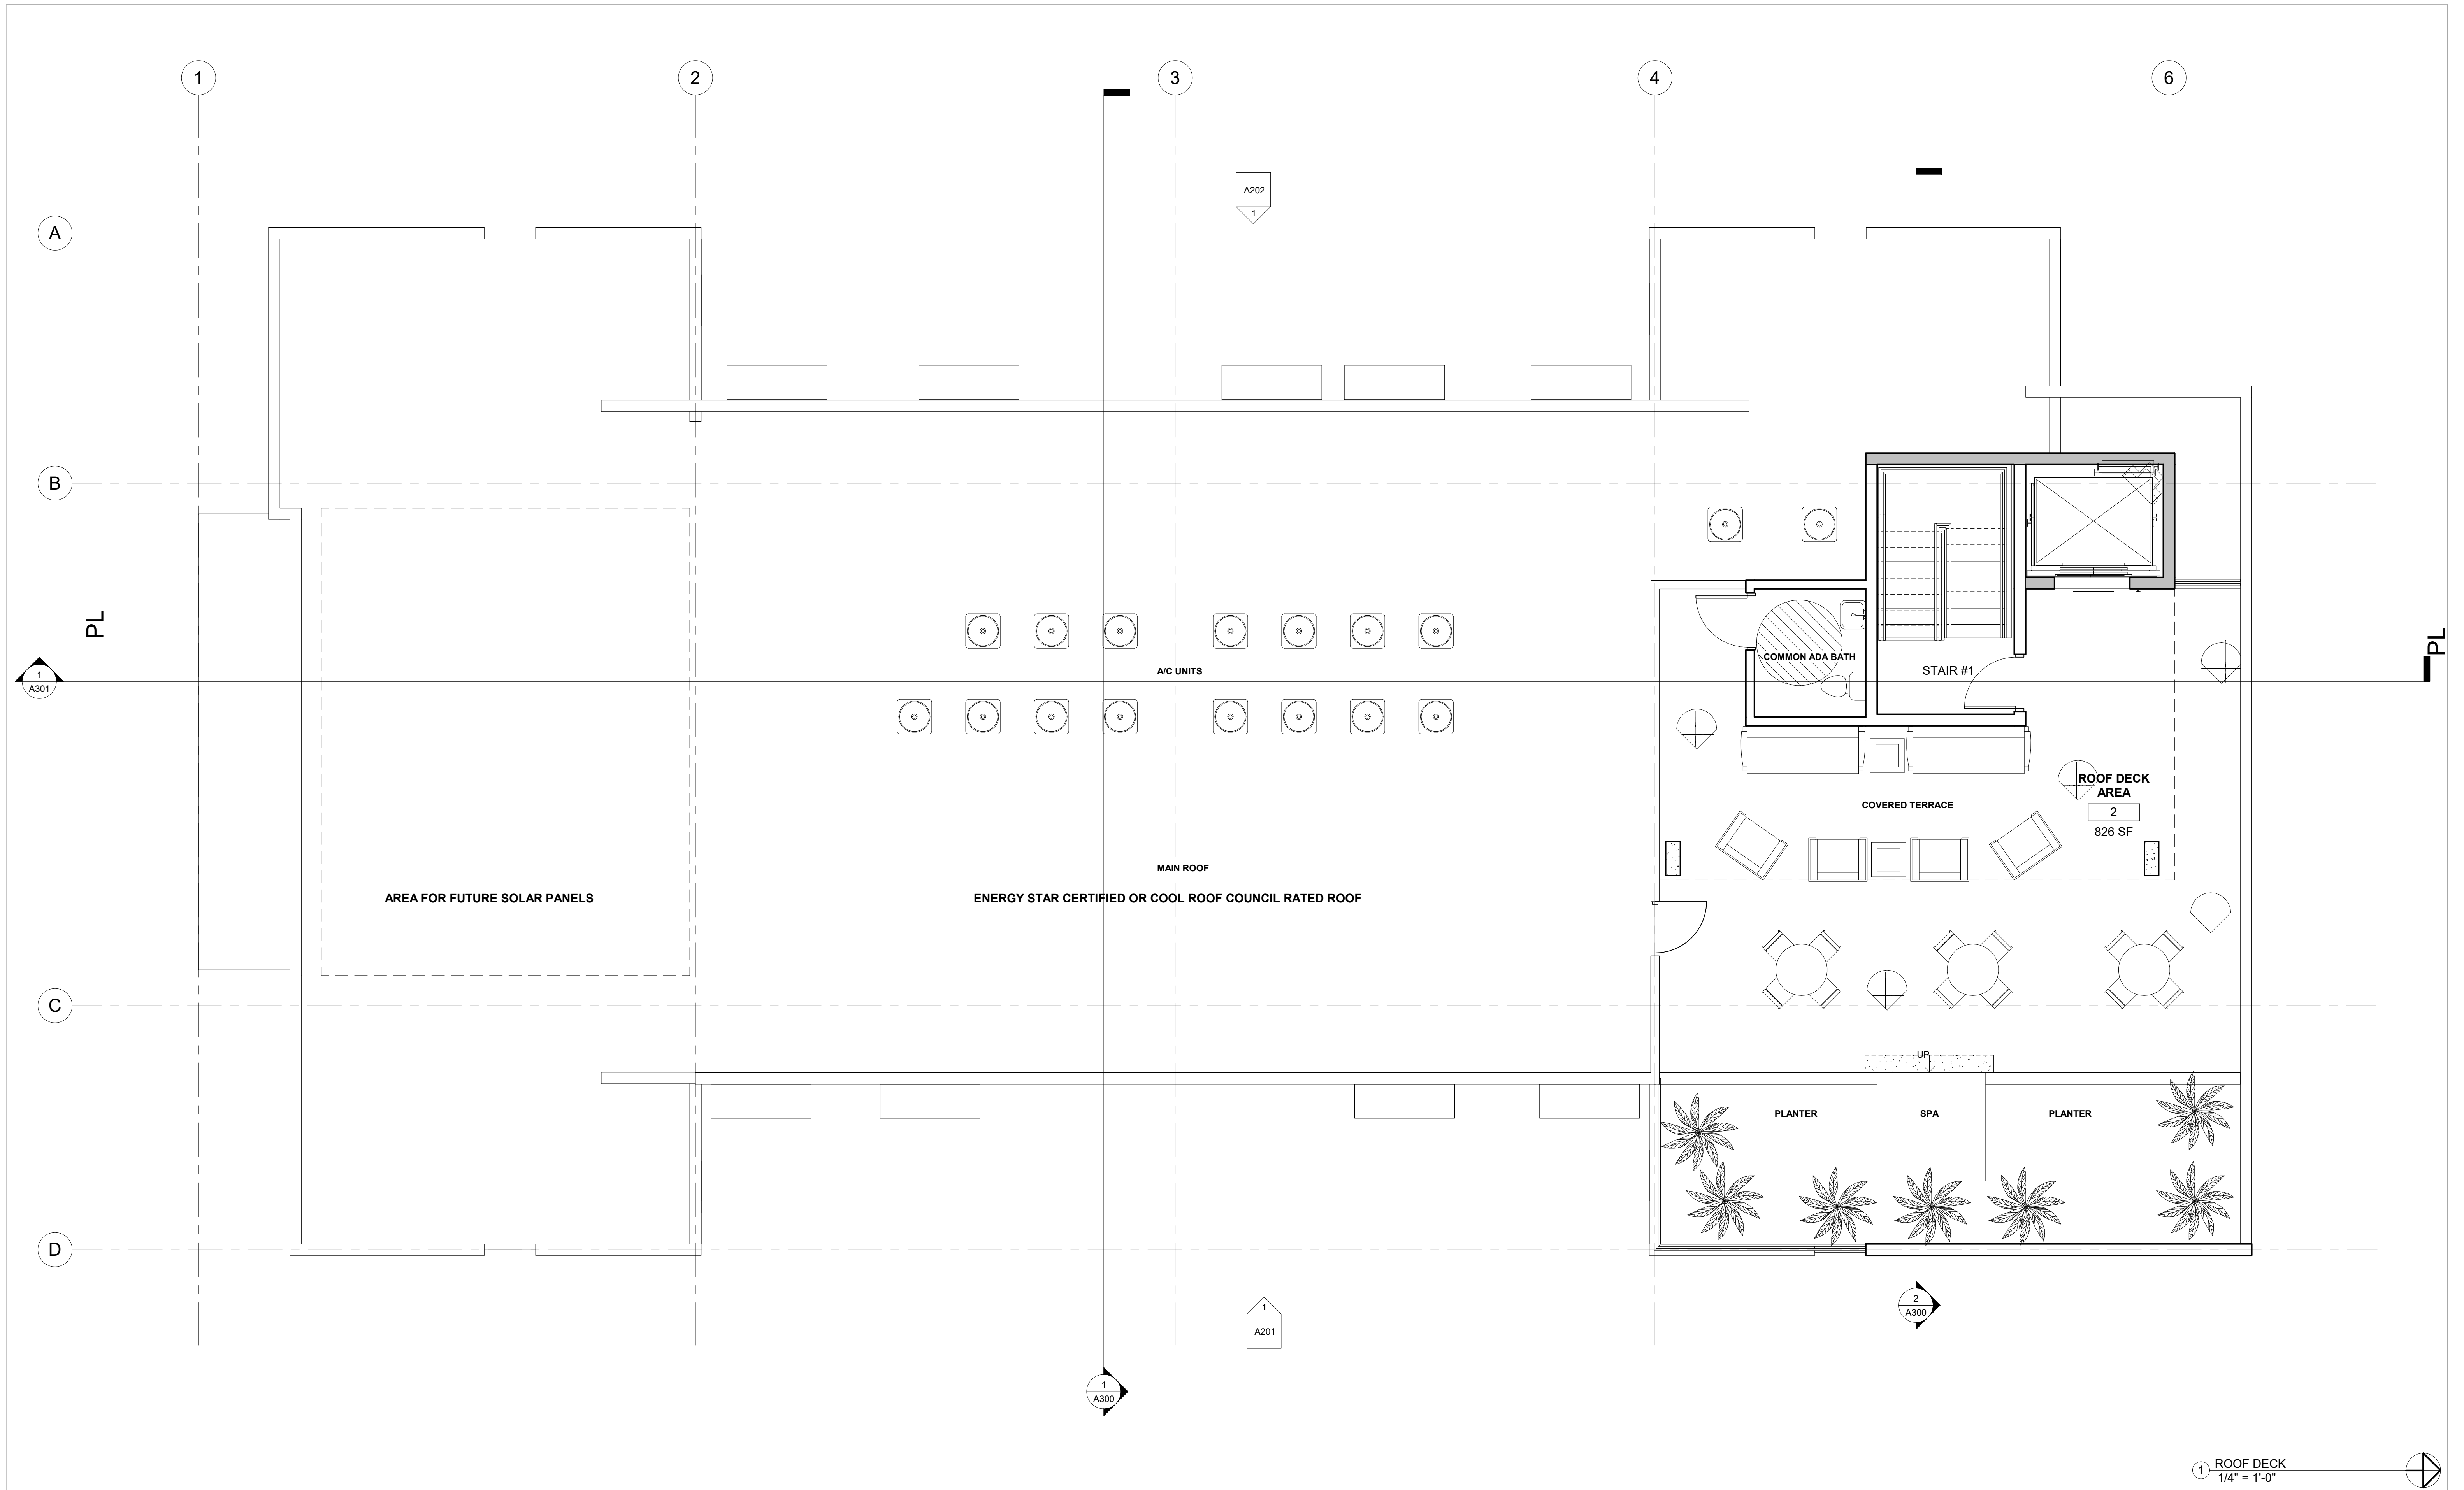 1
2
3
4
6
A202
1
A
B
PL
PL
1
A301
A/C UNITS
COMMON ADA BATH
STAIR #1
ROOF DECK
AREA
2
826 SF
COVERED TERRACE
MAIN ROOF
AREA FOR FUTURE SOLAR PANELS
ENERGY STAR CERTIFIED OR COOL ROOF COUNCIL RATED ROOF
C
UP
PLANTER
SPA
PLANTER
D
1
A201
2
A300
1
A300
1
ROOF DECK
1/4" = 1'-0"